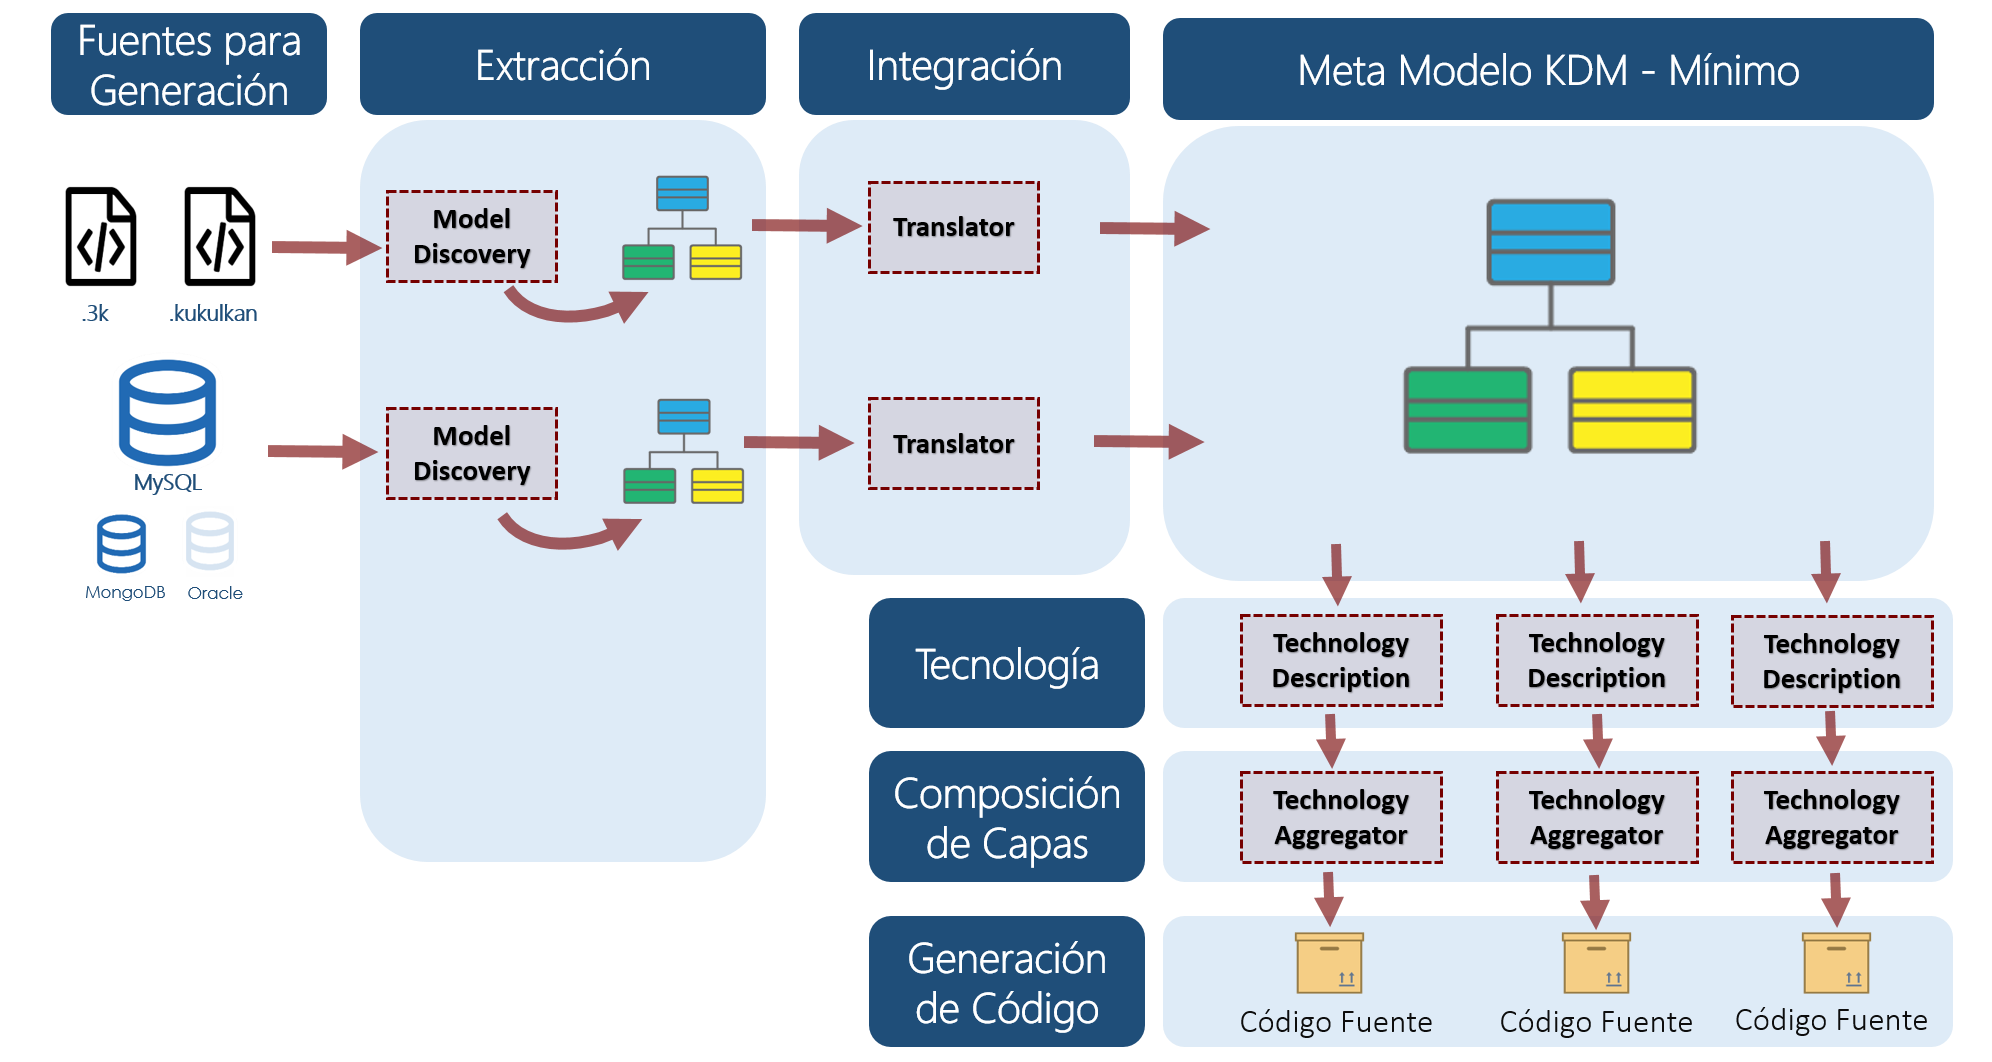 Fuentes para
Generación
Extracción
Integración
Meta Modelo KDM - Mínimo
.3k
.kukulkan
Model
Discovery
Translator
MySQL
Model
Discovery
Translator
MongoDB
Oracle
Tecnología
Technology
Description
Technology
Description
Technology
Description
Composición
de Capas
Technology
Aggregator
Technology
Aggregator
Technology
Aggregator
Generación
de Código
Código Fuente
Código Fuente
Código Fuente